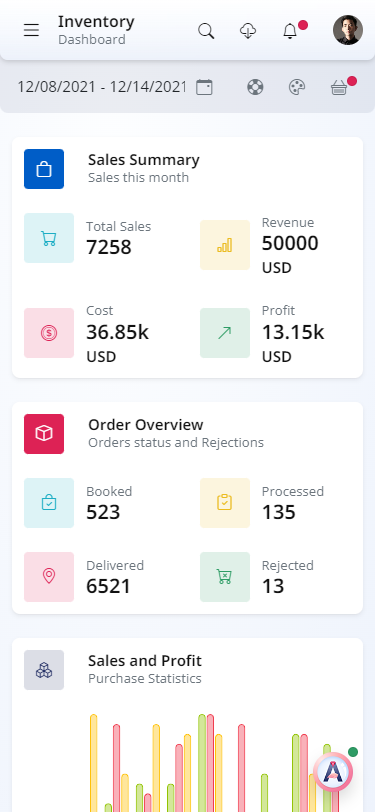 Inventory
Dashboard
12/08/2021 - 12/14/2021
Sales Summary
Sales this month
Total Sales
7258
Revenue
50000
USD
Cost
36.85k
USD
Profit
13.15k
USD
Order Overview
Orders status and Rejections
Booked
523
Processed
135
Delivered
6521
Rejected
13
Sales and Profit
Purchase Statistics